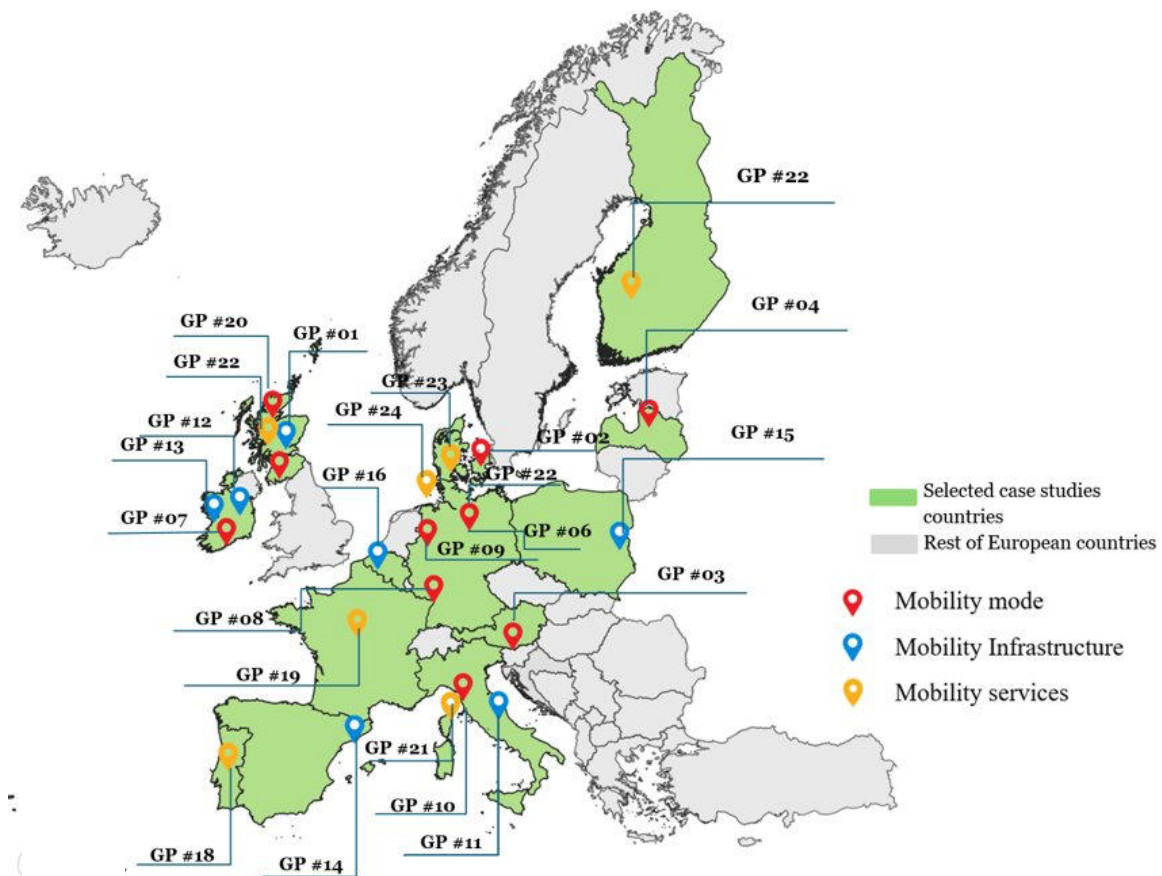 GP #22
GP #04
GP #20
GP #01
GP #22
GP #23
GP #12
GP #24
GP #02
GP #15
GP #13
GP #16
GP #22
GP #07
GP #06
GP #09
GP #03
GP #08
GP #19
GP #21
GP #10
GP #11
GP #18
GP #14
Selected case studies
countries
Rest of European countries
Mobility mode
Mobility Infrastructure
Mobility services